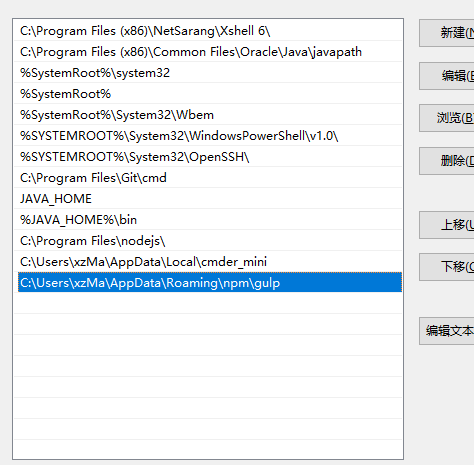 C:\Program Files (x86)\NetSarang\Xshell 6\
新建(N
C:\Program Files (x86)\Common Files\Oracle\Java\javapath
%SystemRoot%\system32
编辑(E
%SystemRoot%
%SystemRoot%\System32\Wbem
浏览(B
%SYSTEMROOT%\System32\WindowsPowerShell\v1.0\
%SYSTEMROOT%\System32\OpenSSH\
删除(D
C:\Program Files\Git\cmd
JAVA_HOME
%JAVA_HOME%\bin
上移(U
C:\Program Files\nodejs\
C:\Users\xzMa\AppData\Local\cmder_mini
下移(O
C:\Users\xzMa\AppData\Roaming\npm\gulp
编辑文本